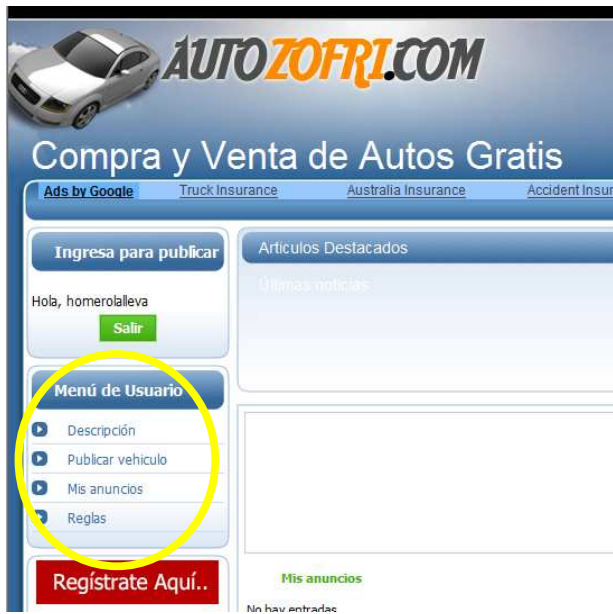 AUTOZOFRI.COM
Compra y Venta de Autos Gratis
Ads by Google Truck Insurance Australia Insurance Accident Insur
Ingresa para publicar
Hola, homerolalleva
Salir
Articulos Destacados
Últimas noticias
Menú de Usuario
Descripción
Publicar vehiculo
Mis anuncios
Reglas
Regístrate Aquí..
Mis anuncios
No hay entradas